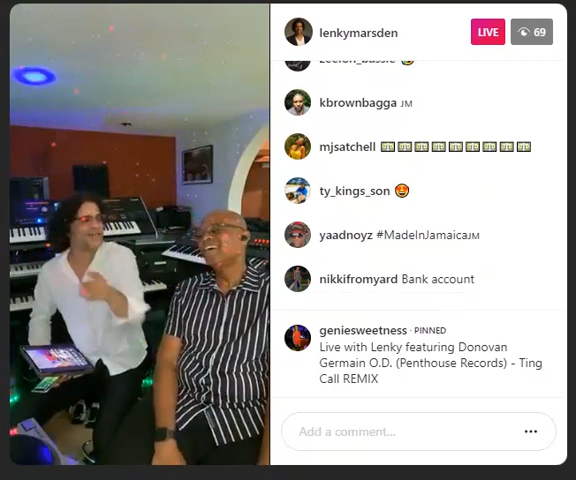 lenkymarsden
LIVE
69
zeelon_bassie
kbrownbagga JM
mjsatchell
ty_kings_son
yaadnoyz #MadeInJamaicaJM
nikkifromyard Bank account
geniesweetness · PINNED
Live with Lenky featuring Donovan
Germain O.D. (Penthouse Records) - Ting
Call REMIX
Add a comment...